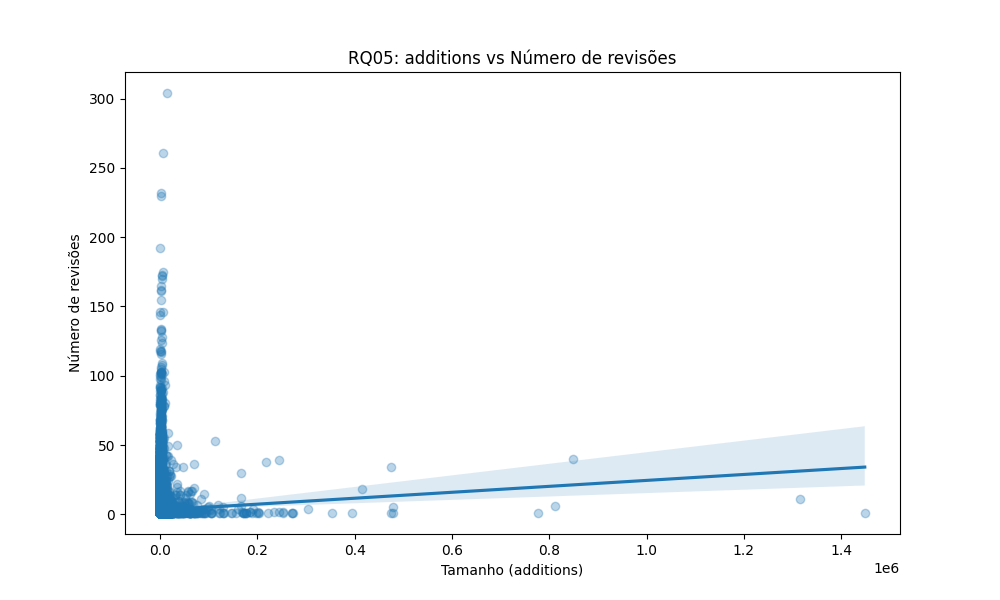 RQ05: additions vs Número de revisões
300
250
200
150
100
50
0
Número de revisões
0.0 0.2 0.4 0.6 0.8 1.0 1.2 1.4
1e6
Tamanho (additions)